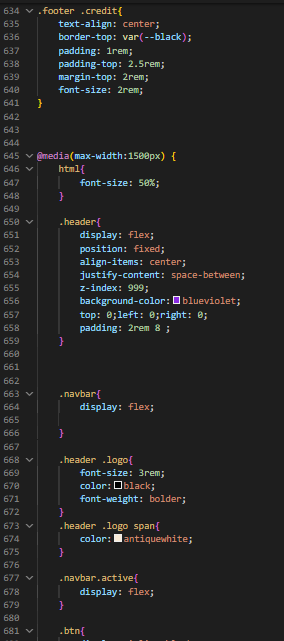 634 .footer .credit{
635 text-align: center;
636 border-top: var(--black);
637 padding: 1rem;
638 padding-top: 2.5rem;
639 margin-top: 2rem;
640 font-size: 2rem;
641 }
642
643
644
645 @media(max-width:1500px) {
646 html{
647 font-size: 50%;
648 }
649
650 .header{
651 display: flex;
652 position: fixed;
653 align-items: center;
654 justify-content: space-between;
655 z-index: 999;
656 background-color: blueviolet;
657 top: 0;left: 0;right: 0;
658 padding: 2rem 8 ;
659 }
660
661
662
663 .navbar{
664 display: flex;
665
666 }
667
668 .header .logo{
669 font-size: 3rem;
670 color: black;
671 font-weight: bolder;
672 }
673 .header .logo span{
674 color: antiquewhite;
675 }
676
677 .navbar.active{
678 display: flex;
679 }
680
681 .btn{